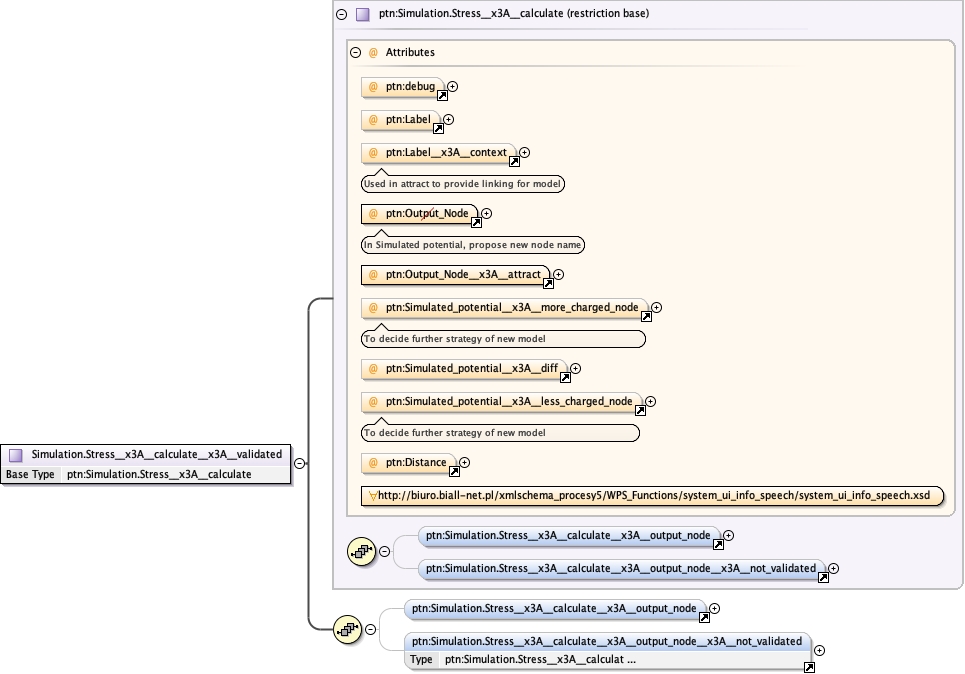 ptn:Simulation.Stress__x3A__calculate (restriction base)
@ Attributes
@ ptn:debug
@ ptn:Label
@ ptn:Label__x3A__context
Used in attract to provide linking for model
@ ptn:Output_Node
In Simulated potential, propose new node name
@ ptn:Output_Node__x3A__attract
@ ptn:Simulated_potential__x3A__more_charged_node
To decide further strategy of new model
@ ptn:Simulated_potential__x3A__diff
@ ptn:Simulated_potential__x3A__less_charged_node
To decide further strategy of new model
@ ptn:Distance
http://biuro.biall-net.pl/xmlschema_procesy5/WPS_Functions/system_ui_info_speech/system_ui_info_speech.xsd
Simulation.Stress__x3A__calculate__x3A__validated
Base Type ptn:Simulation.Stress__x3A__calculate
ptn:Simulation.Stress__x3A__calculate__x3A__output_node
ptn:Simulation.Stress__x3A__calculate__x3A__output_node__x3A__not_validated
ptn:Simulation.Stress__x3A__calculate__x3A__output_node
ptn:Simulation.Stress__x3A__calculate__x3A__output_node__x3A__not_validated
Type ptn:Simulation.Stress__x3A__calculat ...